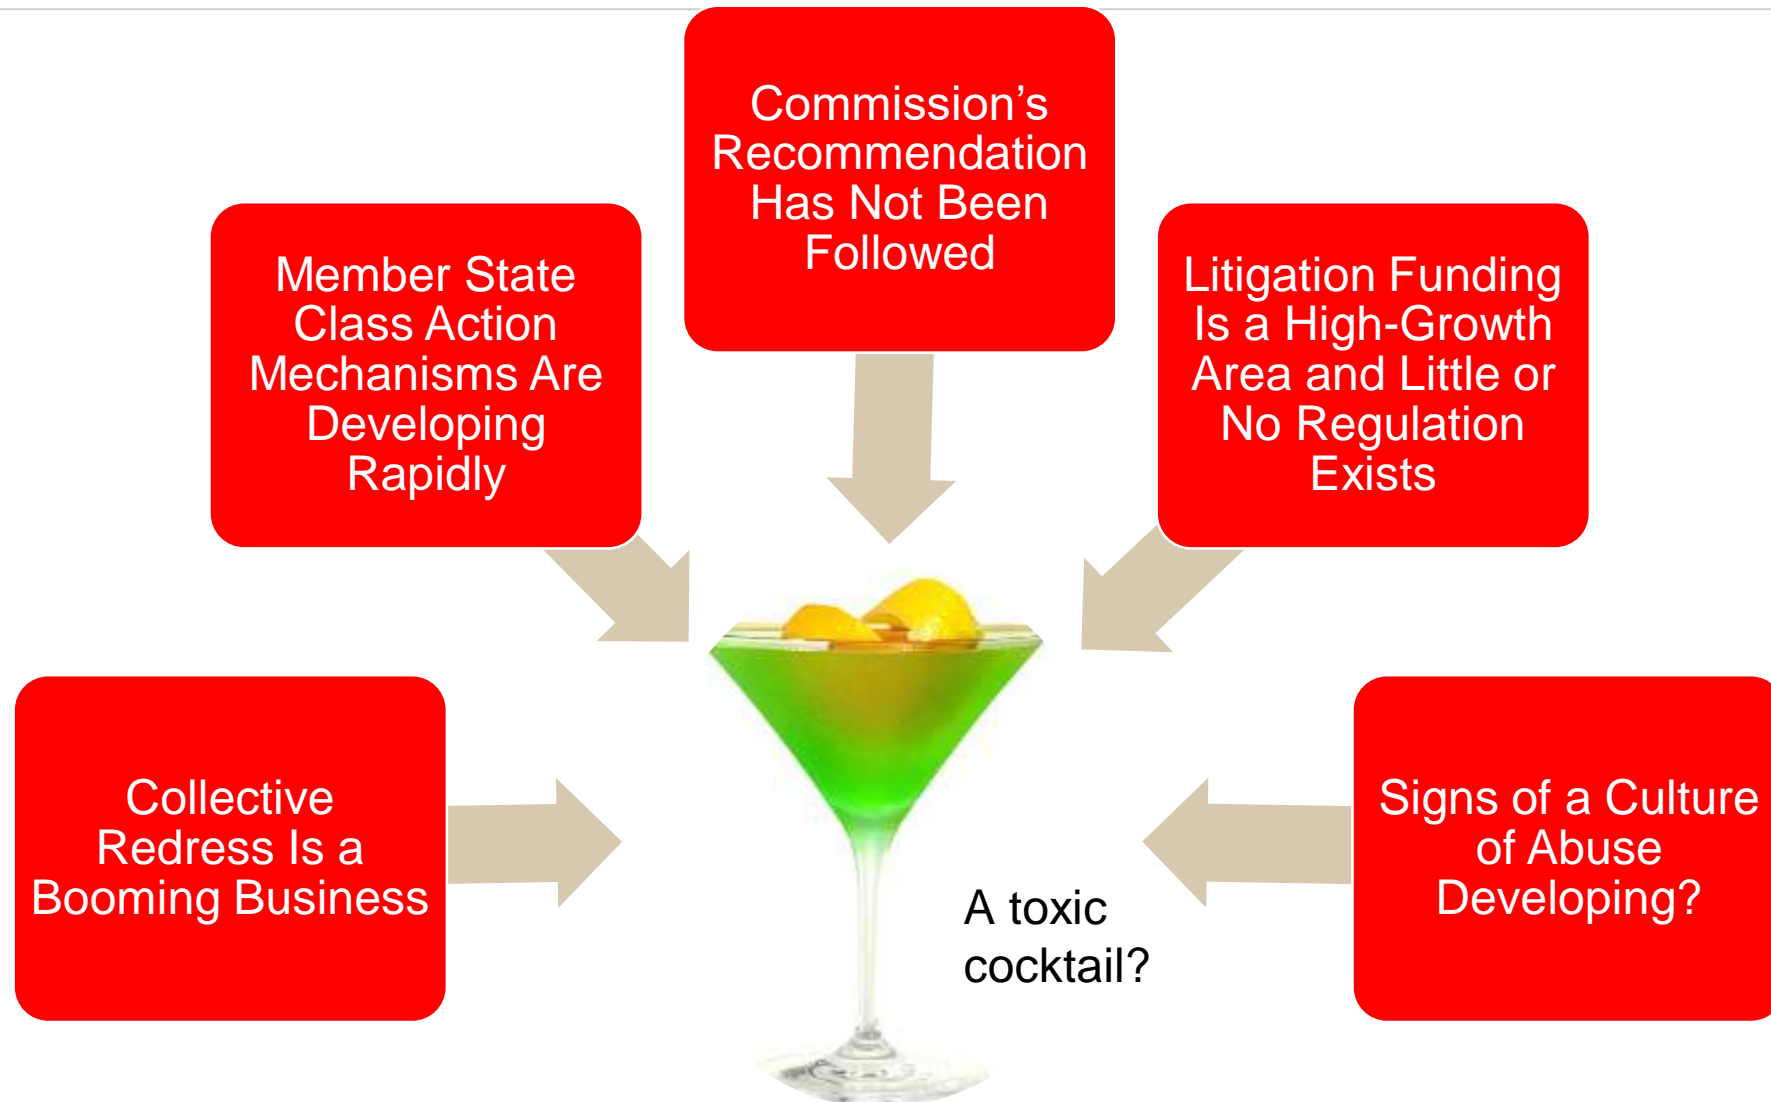 Commission’s
Recommendation
Has Not Been
Followed
Member State
Class Action
Mechanisms Are
Developing
Rapidly
Litigation Funding
Is a High-Growth
Area and Little or
No Regulation
Exists
Collective
Redress Is a
Booming Business
Signs of a Culture
of Abuse
Developing?
A toxic
cocktail?